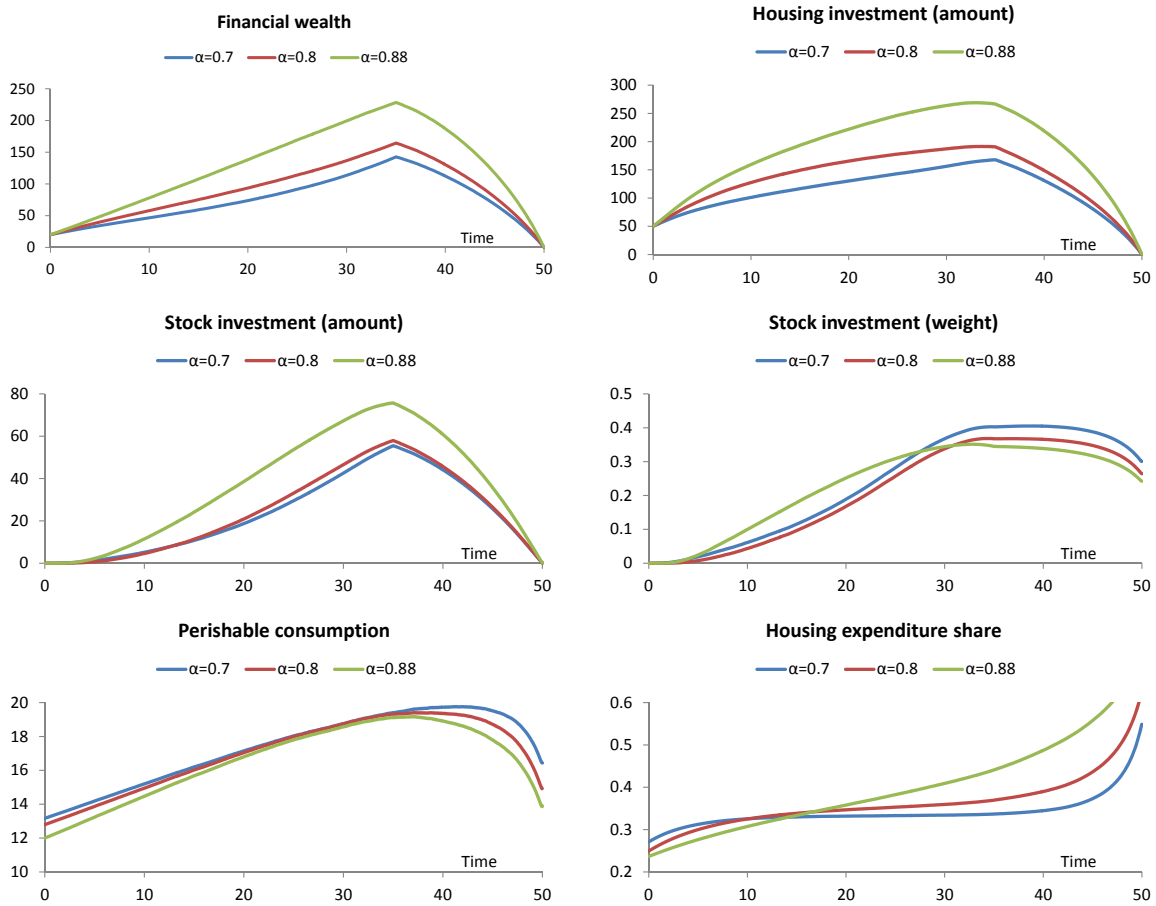 Financial wealth
α=0.7 α=0.8 α=0.88
250
200
150
100
50
0
Time
0 10 20 30 40 50
Housing investment (amount)
α=0.7 α=0.8 α=0.88
300
250
200
150
100
50
0
Time
0 10 20 30 40 50
Stock investment (amount)
α=0.7 α=0.8 α=0.88
80
60
40
20
0
Time
0 10 20 30 40 50
Stock investment (weight)
α=0.7 α=0.8 α=0.88
0.5
0.4
0.3
0.2
0.1
0
Time
0 10 20 30 40 50
Perishable consumption
α=0.7 α=0.8 α=0.88
20
18
16
14
12
10
Time
0 10 20 30 40 50
Housing expenditure share
α=0.7 α=0.8 α=0.88
0.6
0.5
0.4
0.3
0.2
Time
0 10 20 30 40 50